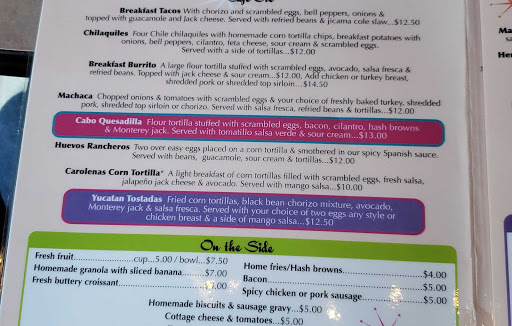 Cafe Ole
Breakfast Tacos With chorizo and scrambled eggs, bell peppers, onions &
topped with guacamole and Jack cheese. Served with refried beans & jicama cole slaw...$12.50
Chilaquiles Four Chile chilaquiles with homemade corn tortilla chips, breakfast potatoes with
onions, bell peppers, cilantro, feta cheese, sour cream & scrambled eggs.
Served with a side of tortillas...$12.00
Breakfast Burrito A large flour tortilla stuffed with scrambled eggs, avocado, salsa fresca &
refried beans. Topped with jack cheese & sour cream...$12.00, Add chicken or turkey breast,
shredded pork or shredded top sirloin...$14.50
Machaca Chopped onions & tomatoes with scrambled eggs & your choice of freshly baked turkey, shredded
pork, shredded top sirloin or chorizo. Served with salsa fresca, refried beans & tortillas...$12.00
Cabo Quesadilla Flour tortilla stuffed with scrambled eggs, bacon, cilantro, hash browns
& Monterey jack. Served with tomatillo salsa verde & sour cream...$13.00
Huevos Rancheros Two over easy eggs placed on a corn tortilla & smothered in our spicy Spanish sauce.
Served with beans, guacamole, sour cream & tortillas...$12.00
Carolenas Corn Tortilla* A light breakfast of corn tortillas filled with scrambled eggs, fresh salsa,
jalapeño jack cheese & avocado. Served with mango salsa...$10.00
Yucatan Tostadas Fried corn tortillas, black bean chorizo mixture, avocado,
Monterey jack & salsa fresca. Served with your choice of two eggs any style or
chicken breast & a side of mango salsa...$12.50
On the Side
Fresh fruit...cup...5.00 / bowl...$7.50
Homemade granola with sliced banana...$7.00
Fresh buttery croissant
Home fries/Hash browns...$4.00
Bacon...$5.00
Spicy chicken or pork sausage...$5.00
Homemade biscuits & sausage gravy...$5.00
Cottage cheese & tomatoes...$5.00